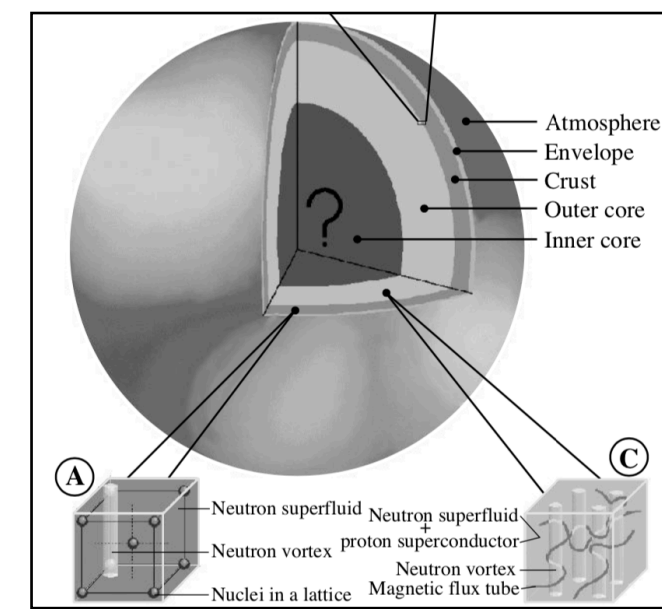 Atmosphere
Envelope
Crust
Outer core
Inner core
?
A
Neutron superfluid
Neutron vortex
Nuclei in a lattice
C
Neutron superfluid
+
proton superconductor
Neutron vortex
Magnetic flux tube